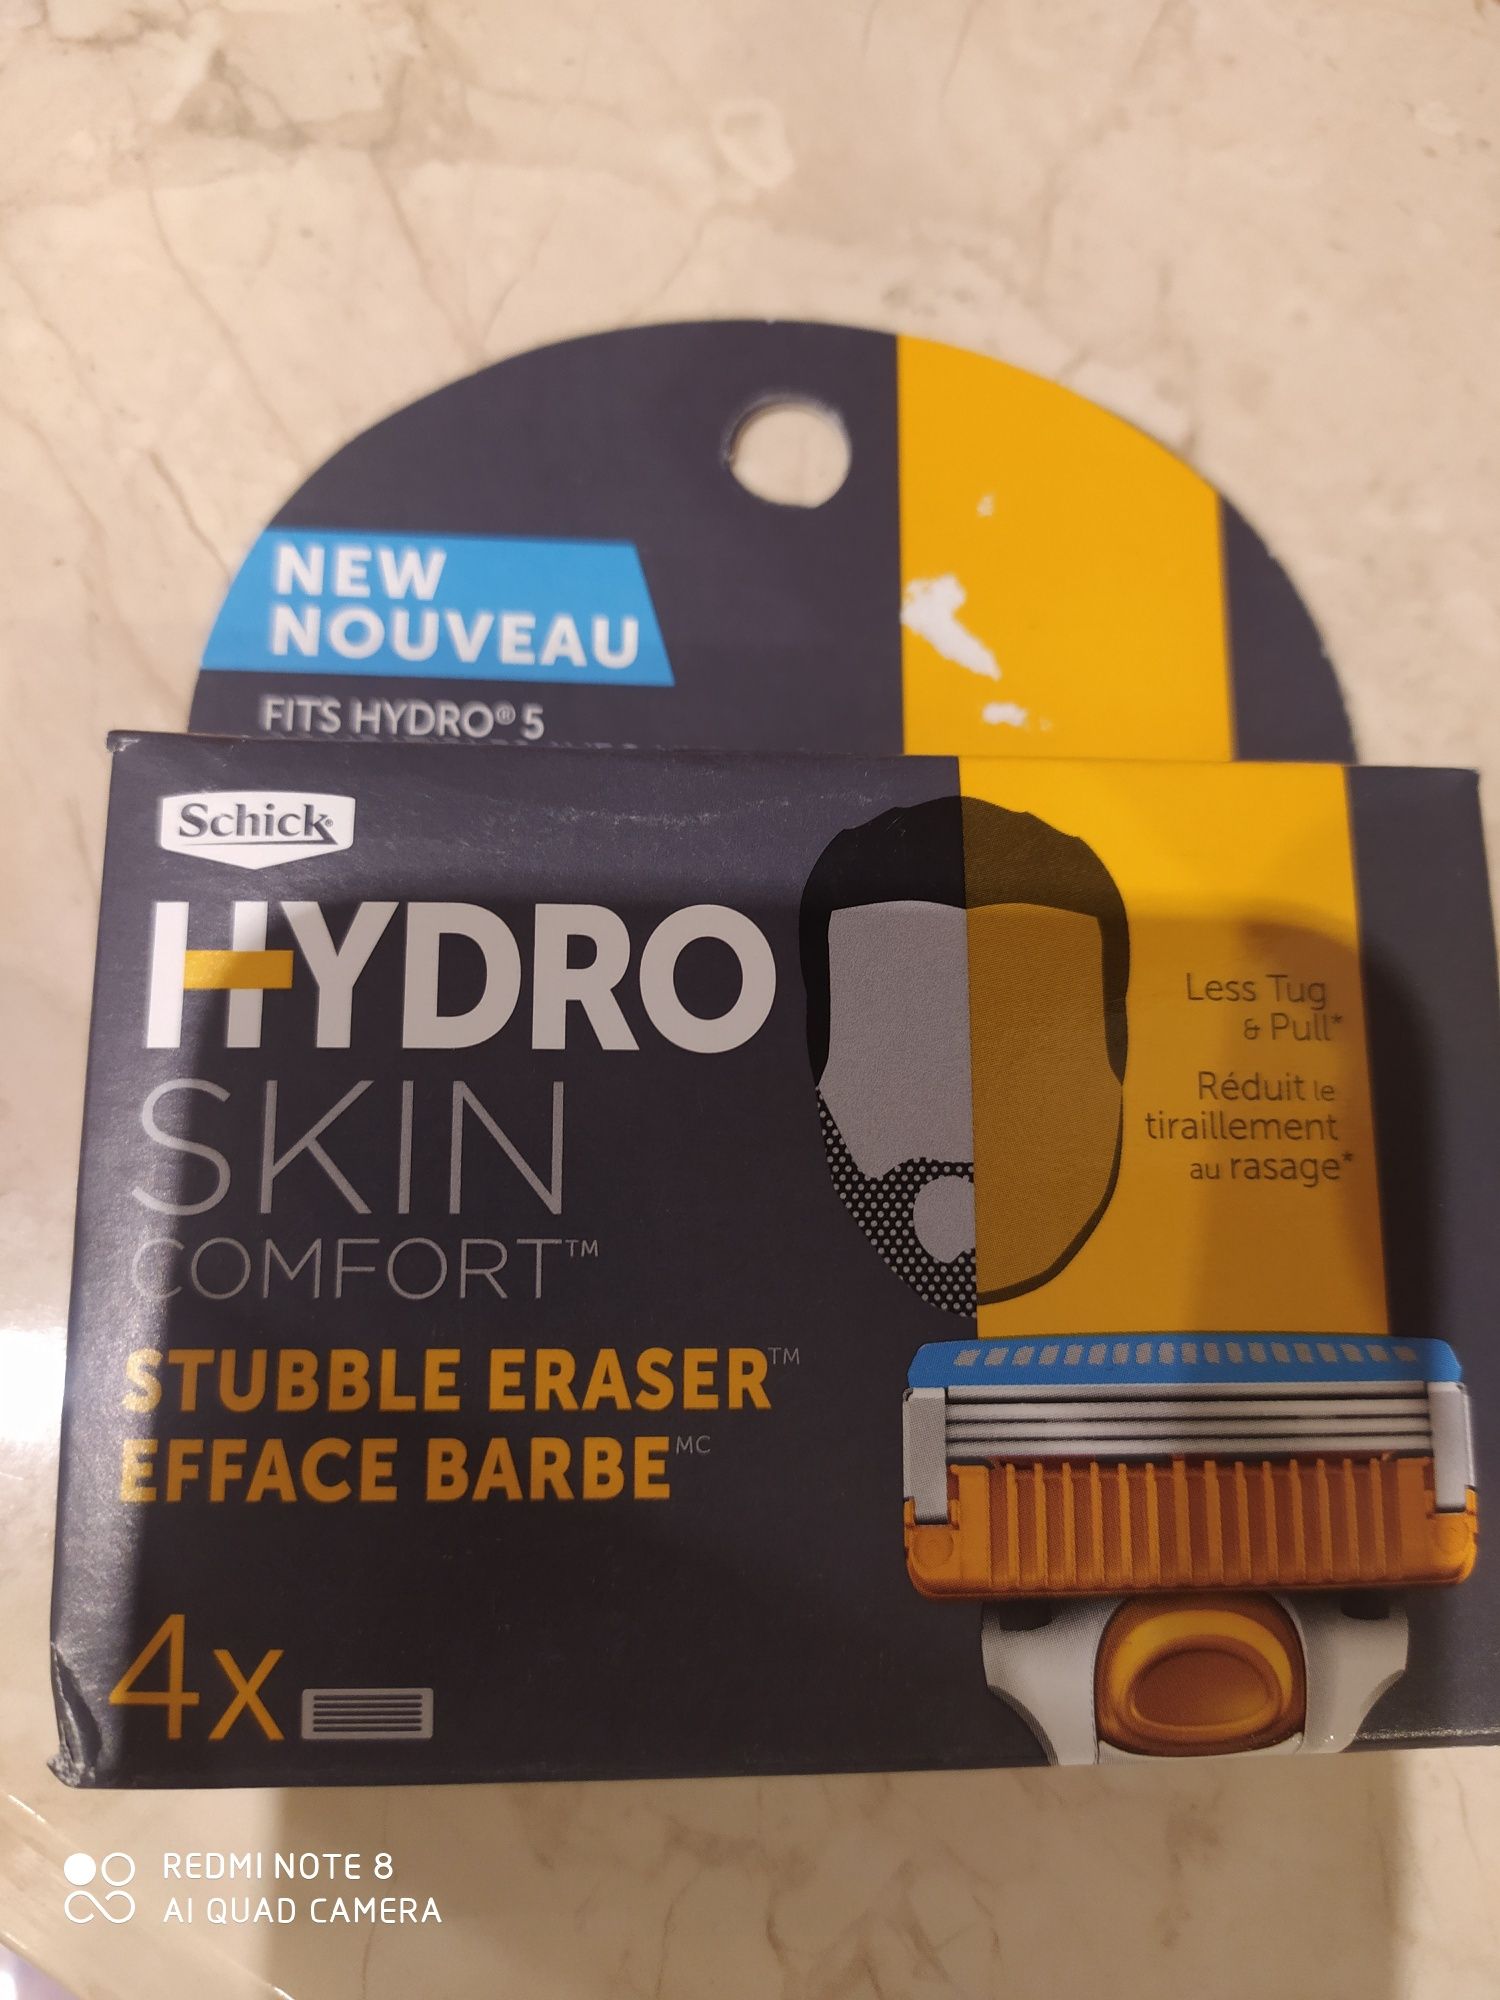 NEW
NOUVEAU
FITS HYDRO® 5
Schick®
HYDRO
SKIN
COMFORT™
STUBBLE ERASER™
EFFACE BARBE MC
4x
Less Tug
& Pull*
Réduit le
tiraillement
au rasage*
REDMI NOTE 8
AI QUAD CAMERA